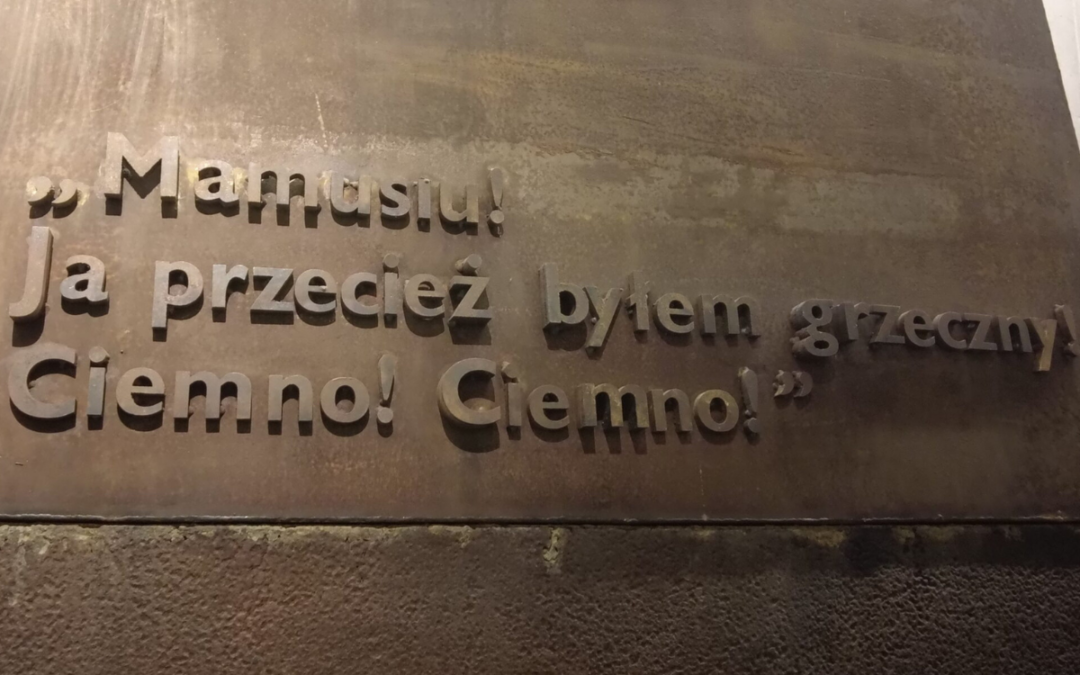 „Mamusiu!
Ja przecież byłem grzeczny!
Ciemno! Ciemno!”